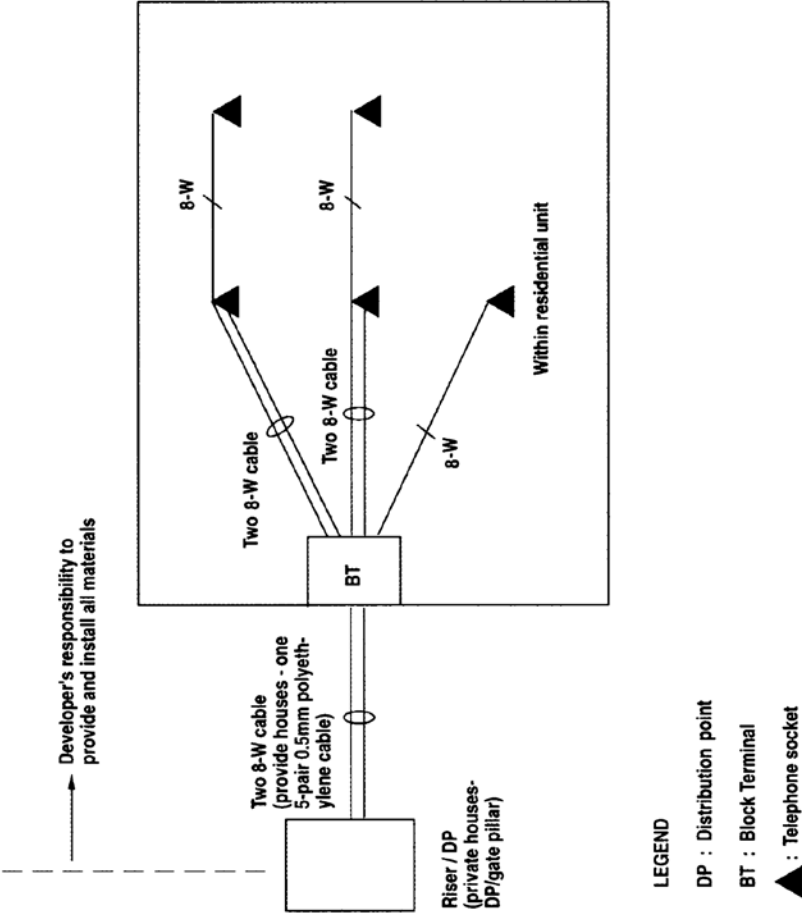 Developer's responsibility to
provide and install all materials
Two 8-W cable
(provide houses - one
5-pair 0.5mm polyeth-
ylene cable)
Riser / DP
(private houses-
DP/gate pillar)
BT
Two 8-W cable
8-W
Two 8-W cable
8-W
8-W
Within residential unit
LEGEND
DP : Distribution point
BT : Block Terminal
: Telephone socket